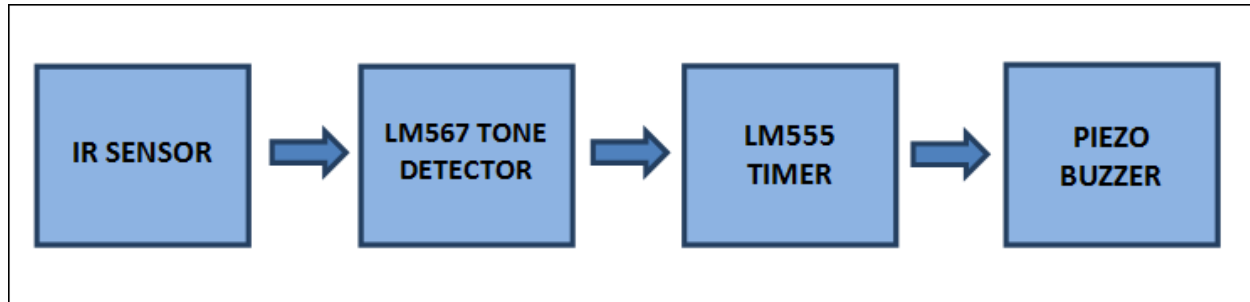 IR SENSOR
LM567 TONE
DETECTOR
LM555
TIMER
PIEZO
BUZZER